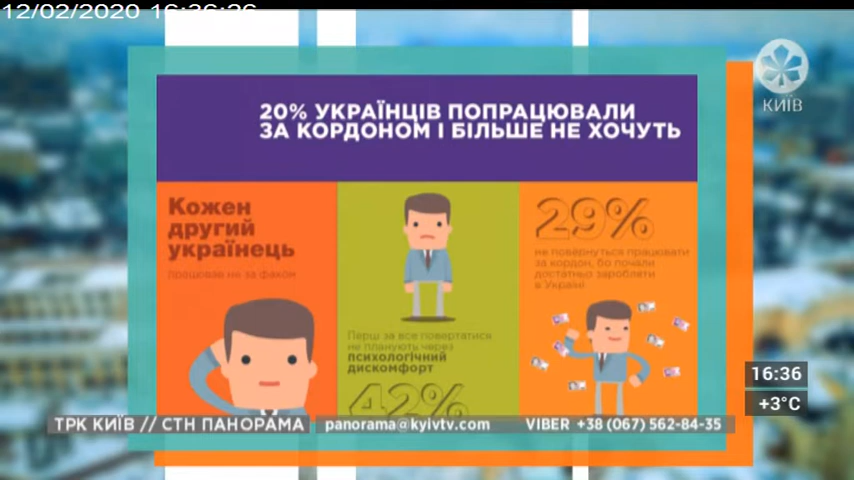 12/02/2020 16:36:26
КИЇВ
20% УКРАЇНЦІВ ПОПРАЦЮВАЛИ
ЗА КОРДОНОМ І БІЛЬШЕ НЕ ХОЧУТЬ
Кожен
другий
українець
працював не за фахом
Перш за все повертатися
не планують через
психологічний
дискомфорт
42%
29%
не повернуться працювати
за кордон, бо почали
достатньо заробляти
в Україні
16:36
+3°C
ТРК КИЇВ // СТН ПАНОРАМА
panorama@kyivtv.com
VIBER +38 (067) 562-84-35